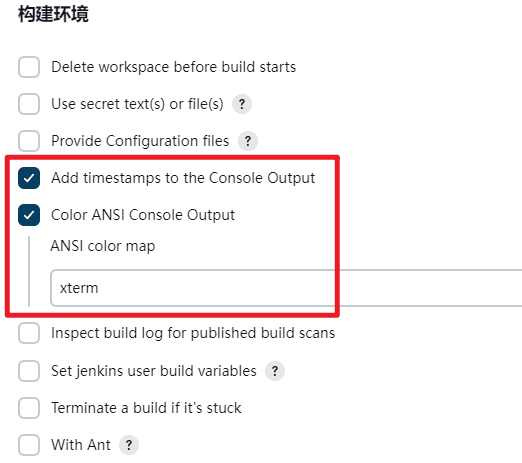 构建环境
Delete workspace before build starts
Use secret text(s) or file(s) ?
Provide Configuration files ?
Add timestamps to the Console Output
Color ANSI Console Output
ANSI color map
xterm
Inspect build log for published build scans
Set jenkins user build variables ?
Terminate a build if it's stuck
With Ant ?